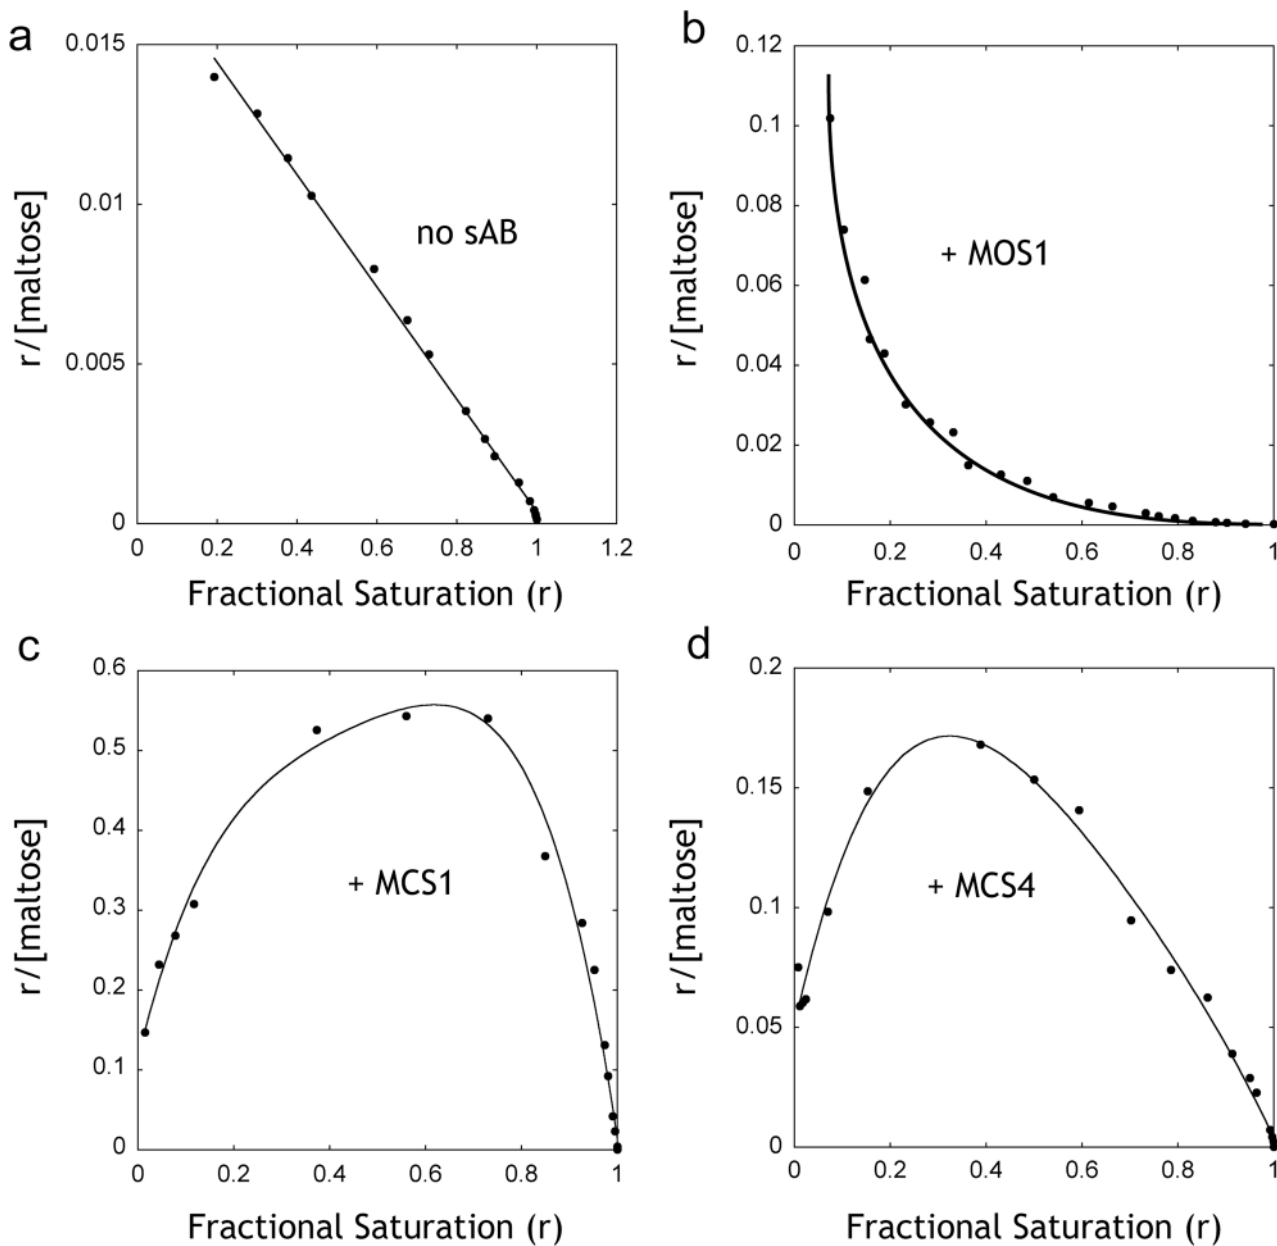 a
0.015
0.01
0.005
0
r/[maltose]
no sAB
0 0.2 0.4 0.6 0.8 1 1.2
Fractional Saturation (r)
b
0.12
0.1
0.08
0.06
0.04
0.02
0
r/[maltose]
+ MOS1
0 0.2 0.4 0.6 0.8 1
Fractional Saturation (r)
c
0.6
0.5
0.4
0.3
0.2
0.1
0
r/[maltose]
+ MCS1
0 0.2 0.4 0.6 0.8 1
Fractional Saturation (r)
d
0.2
0.15
0.1
0.05
0
r/[maltose]
+ MCS4
0 0.2 0.4 0.6 0.8 1
Fractional Saturation (r)